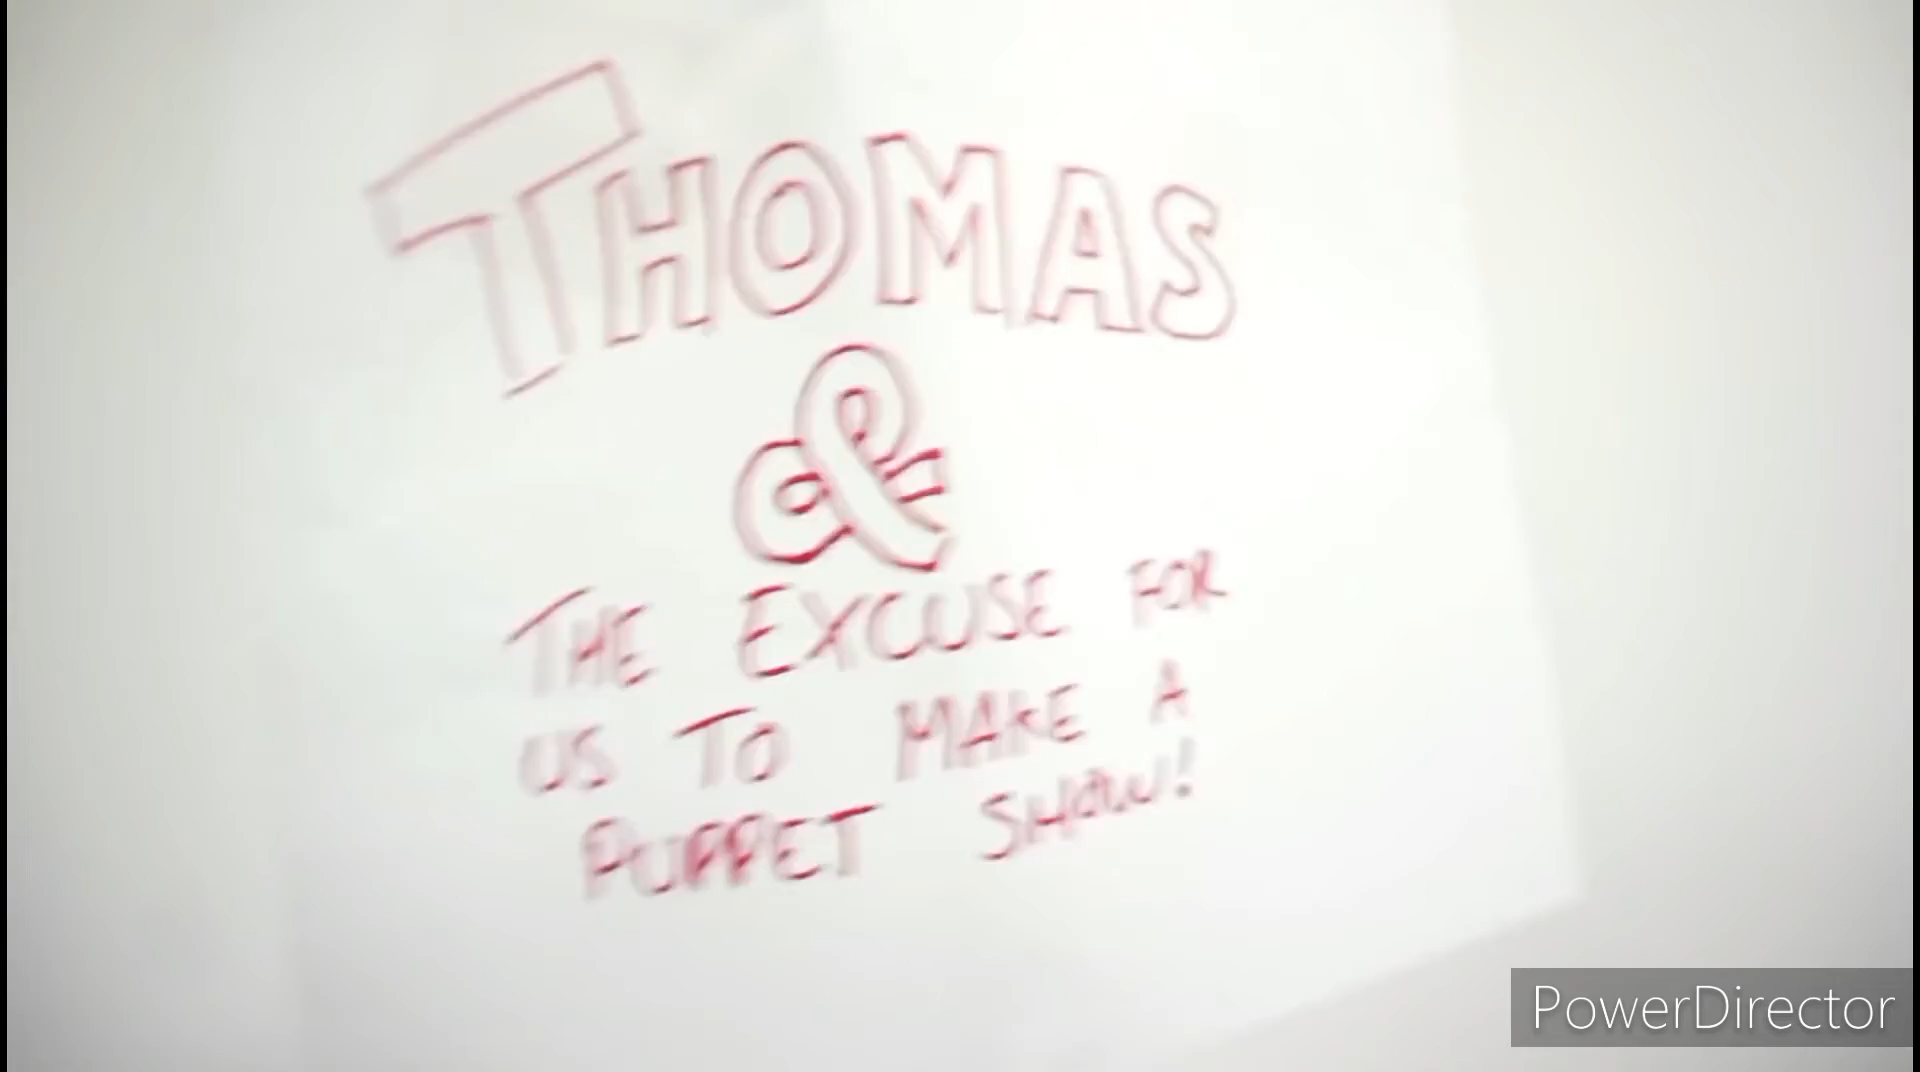 THOMAS
&
THE EXCUSE FOR
US TO MAKE A
PUPPET SHOW!
PowerDirector